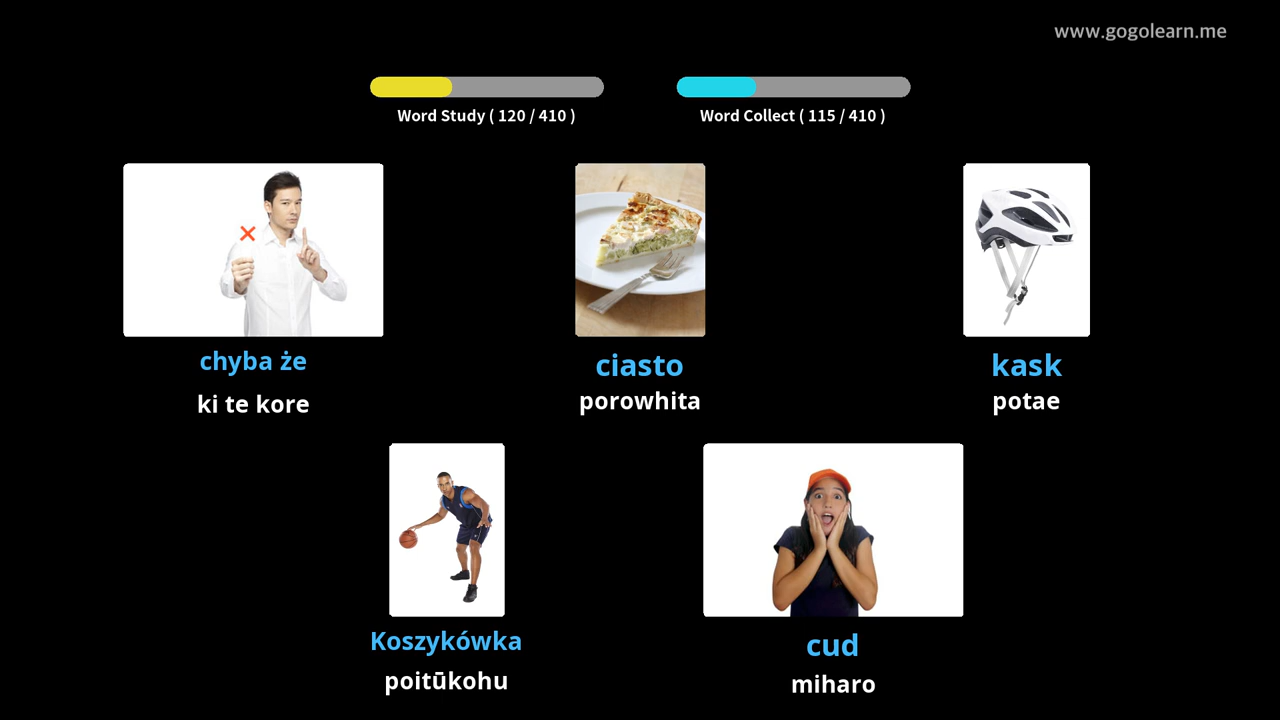 www.gogolearn.me
Word Study ( 120 / 410 )
Word Collect ( 115 / 410 )
chyba że
ki te kore
ciasto
porowhita
kask
potae
Koszykówka
poitūkohu
cud
miharo